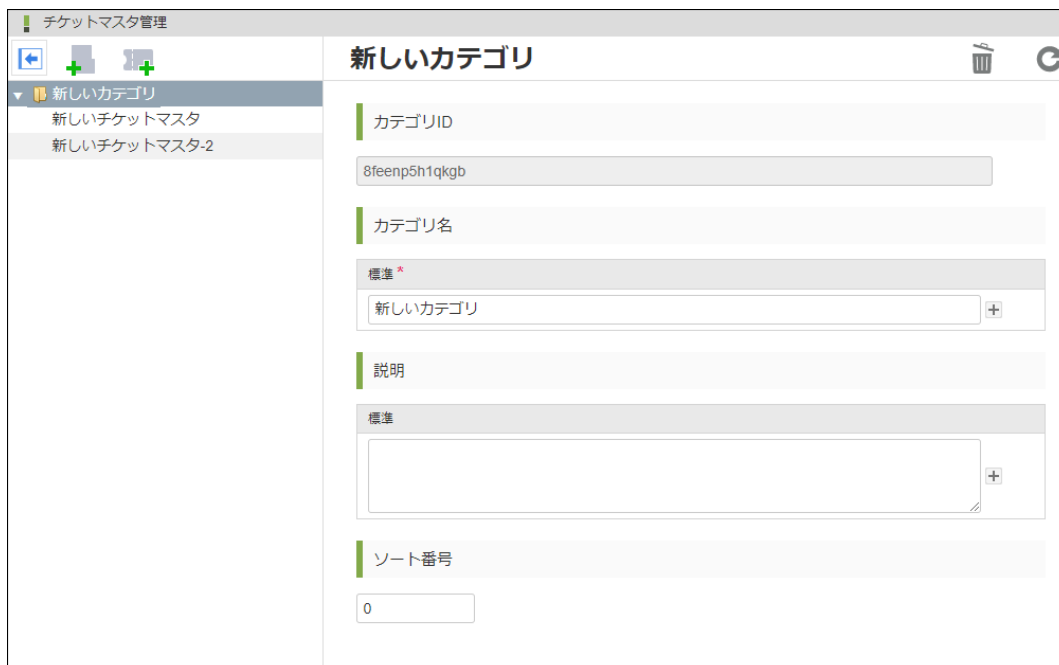 チケットマスタ管理
新しいカテゴリ
新しいチケットマスタ
新しいチケットマスタ-2
新しいカテゴリ
カテゴリID
8feenp5h1qkgb
カテゴリ名
標準 *
新しいカテゴリ
説明
標準
ソート番号
0